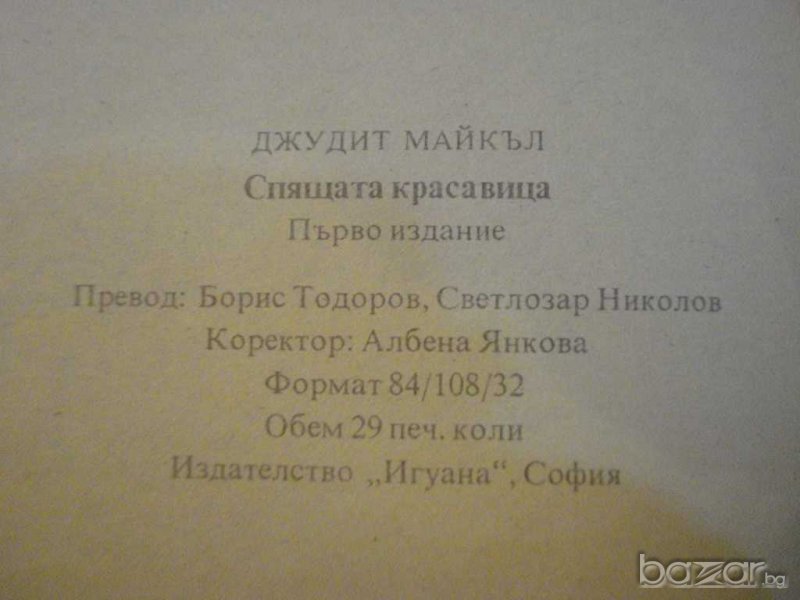 ДЖУДИТ МАЙКЪЛ
Спящата красавица
Първо издание
Превод: Борис Тодоров, Светлозар Николов
Коректор: Албена Янкова
Формат 84/108/32
Обем 29 печ. коли
Издателство „Игуана“, София
bazar.bg